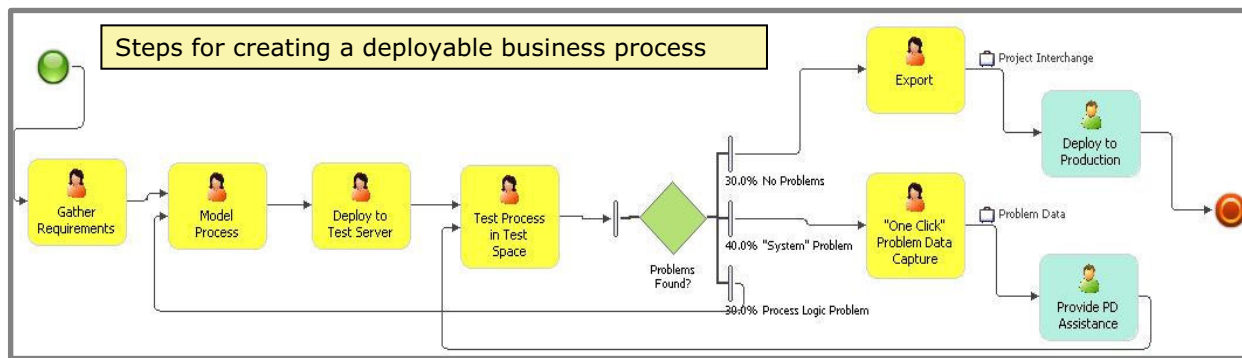 Steps for creating a deployable business process
Export
Project Interchange
Deploy to
Production
Gather
Requirements
Model
Process
Deploy to
Test Server
Test Process
in Test
Space
Problems
Found?
30.0% No Problems
40.0% "System" Problem
30.0% Process Logic Problem
"One Click"
Problem Data
Capture
Problem Data
Provide PD
Assistance